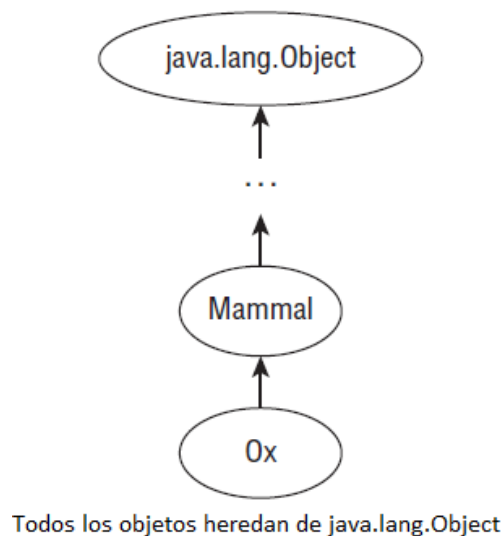 java.lang.Object
...
Mammal
Ox
Todos los objetos heredan de java.lang.Object